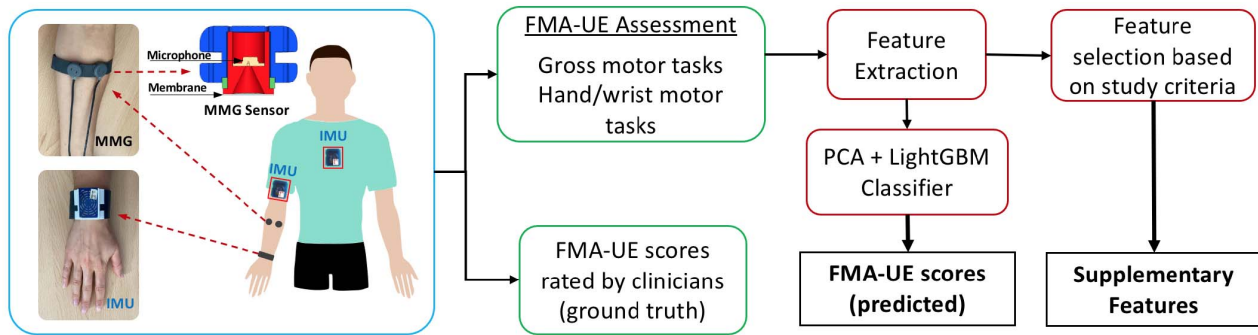 MMG
IMU
Microphone
Membrane
MMG Sensor
IMU
IMU
FMA-UE Assessment
Gross motor tasks
Hand/wrist motor
tasks
FMA-UE scores
rated by clinicians
(ground truth)
Feature
Extraction
PCA + LightGBM
Classifier
FMA-UE scores
(predicted)
Feature
selection based
on study criteria
Supplementary
Features